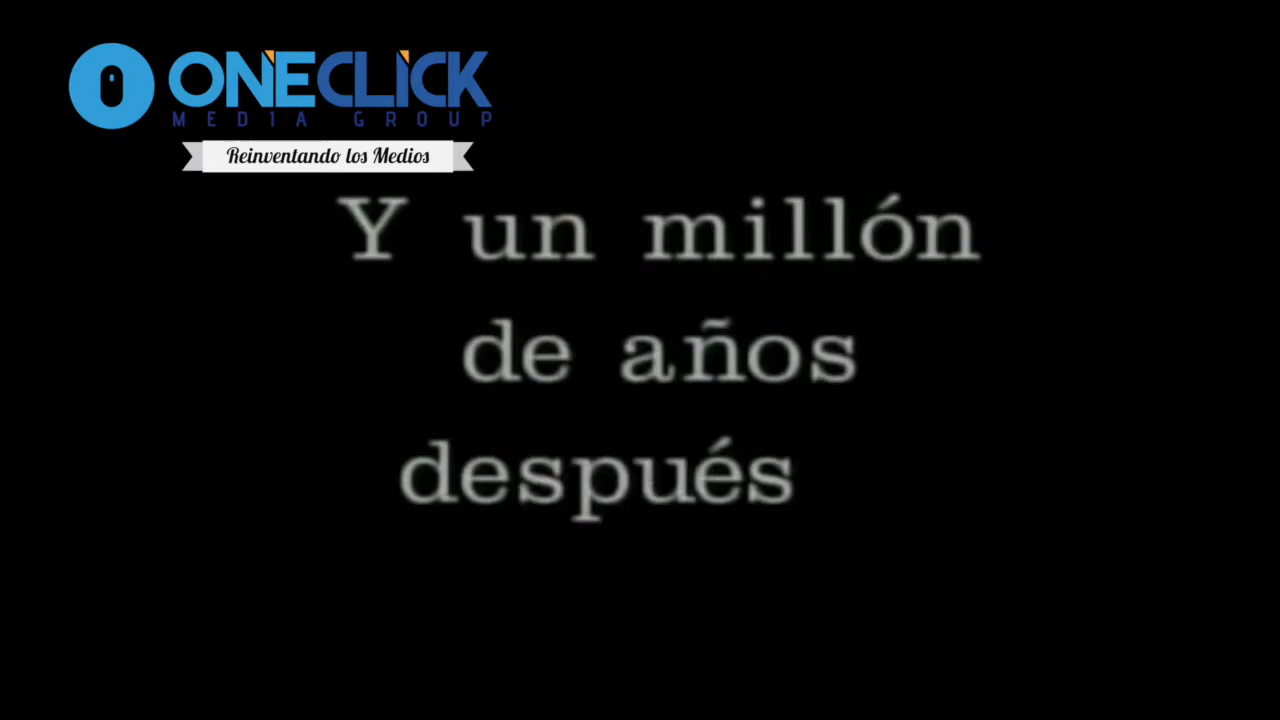 ONECLICK
MEDIA GROUP
Reinventando los Medios
Y un millón
de años
después